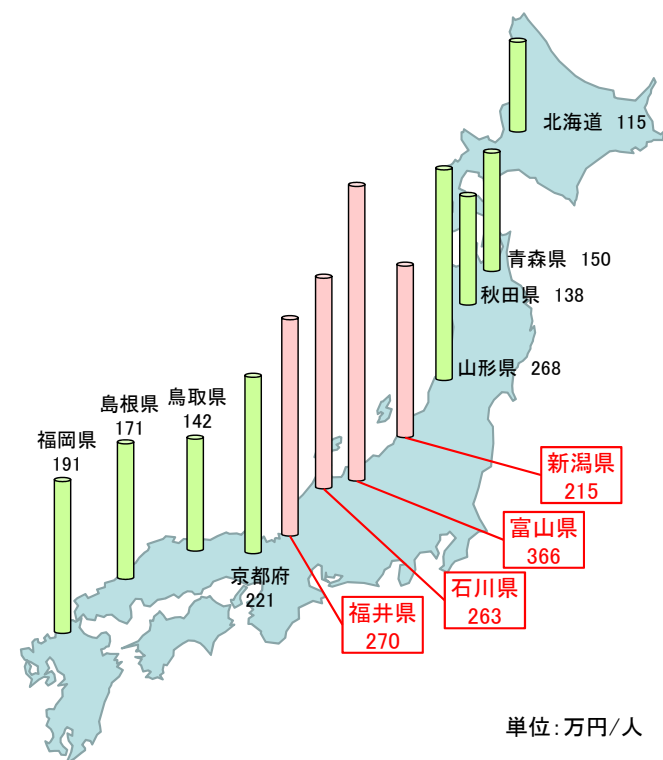 北海道 115
青森県 150
秋田県 138
山形県 268
鳥取県
142
島根県
171
福岡県
191
新潟県
215
富山県
366
石川県
263
京都府
221
福井県
270
単位:万円/人